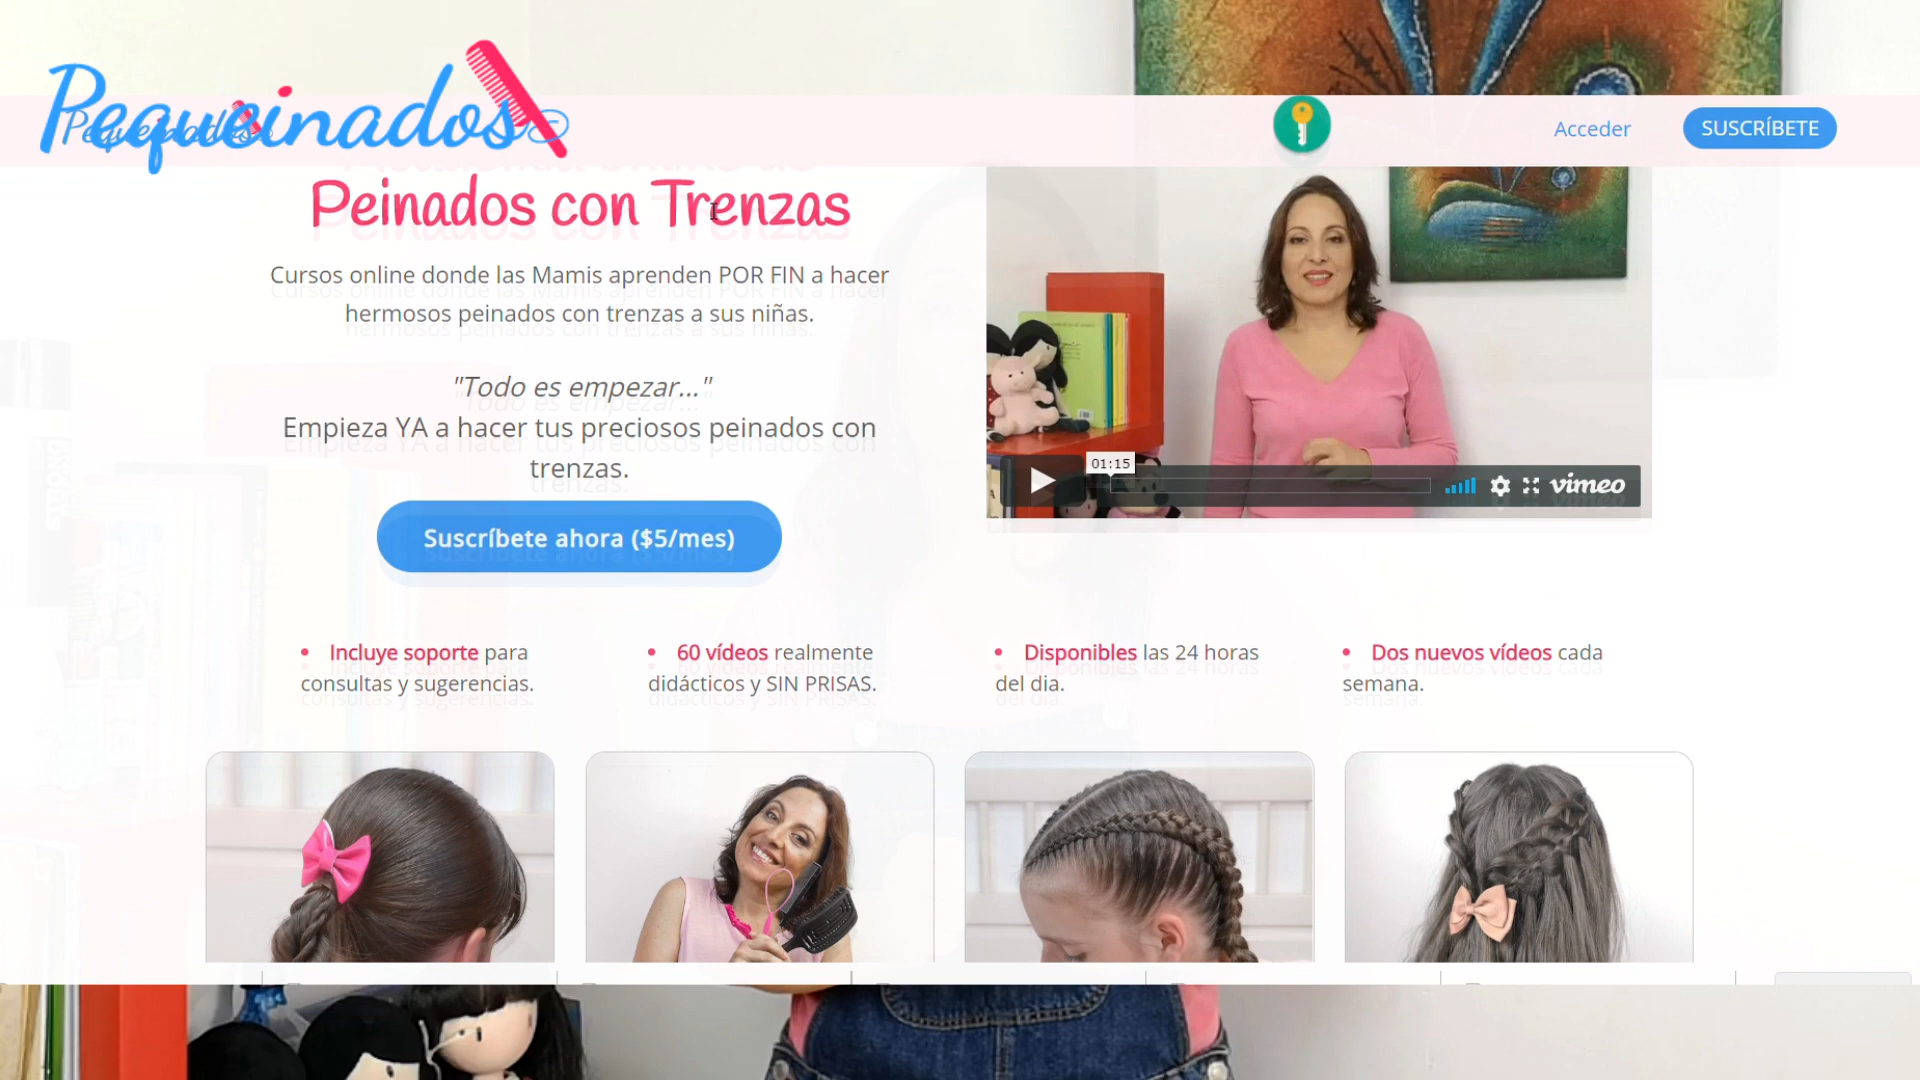 Pequeinados
Acceder
SUSCRÍBETE
Peinados con Trenzas
Cursos online donde las Mamis aprenden POR FIN a hacer
hermosos peinados con trenzas a sus niñas.
"Todo es empezar..."
Empieza YA a hacer tus preciosos peinados con
trenzas.
Suscríbete ahora ($5/mes)
01:15
vimeo
• Incluye soporte para
consultas y sugerencias.
• 60 vídeos realmente
didácticos y SIN PRISAS.
• Disponibles las 24 horas
del dia.
• Dos nuevos vídeos cada
semana.